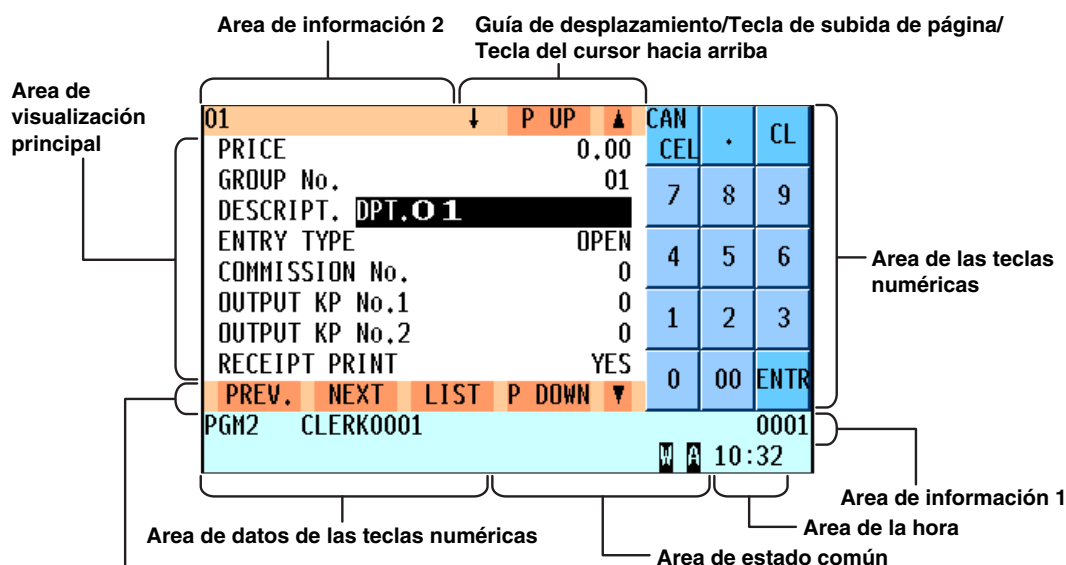 Area de información 2
Guía de desplazamiento/Tecla de subida de página/
Tecla del cursor hacia arriba
Area de
visualización
principal
01 ↓ P UP ▲
PRICE 0.00
GROUP No. 01
DESCRIPT. DPT.01
ENTRY TYPE OPEN
COMMISSION No. 0
OUTPUT KP No.1 0
OUTPUT KP No.2 0
RECEIPT PRINT YES
PREV. NEXT LIST P DOWN ▼
CAN
CEL . CL
7 8 9
4 5 6
1 2 3
0 00 ENTR
Area de las teclas
numéricas
PGM2 CLERK0001 0001
W A 10:32
Area de información 1
Area de la hora
Area de datos de las teclas numéricas
Area de estado común